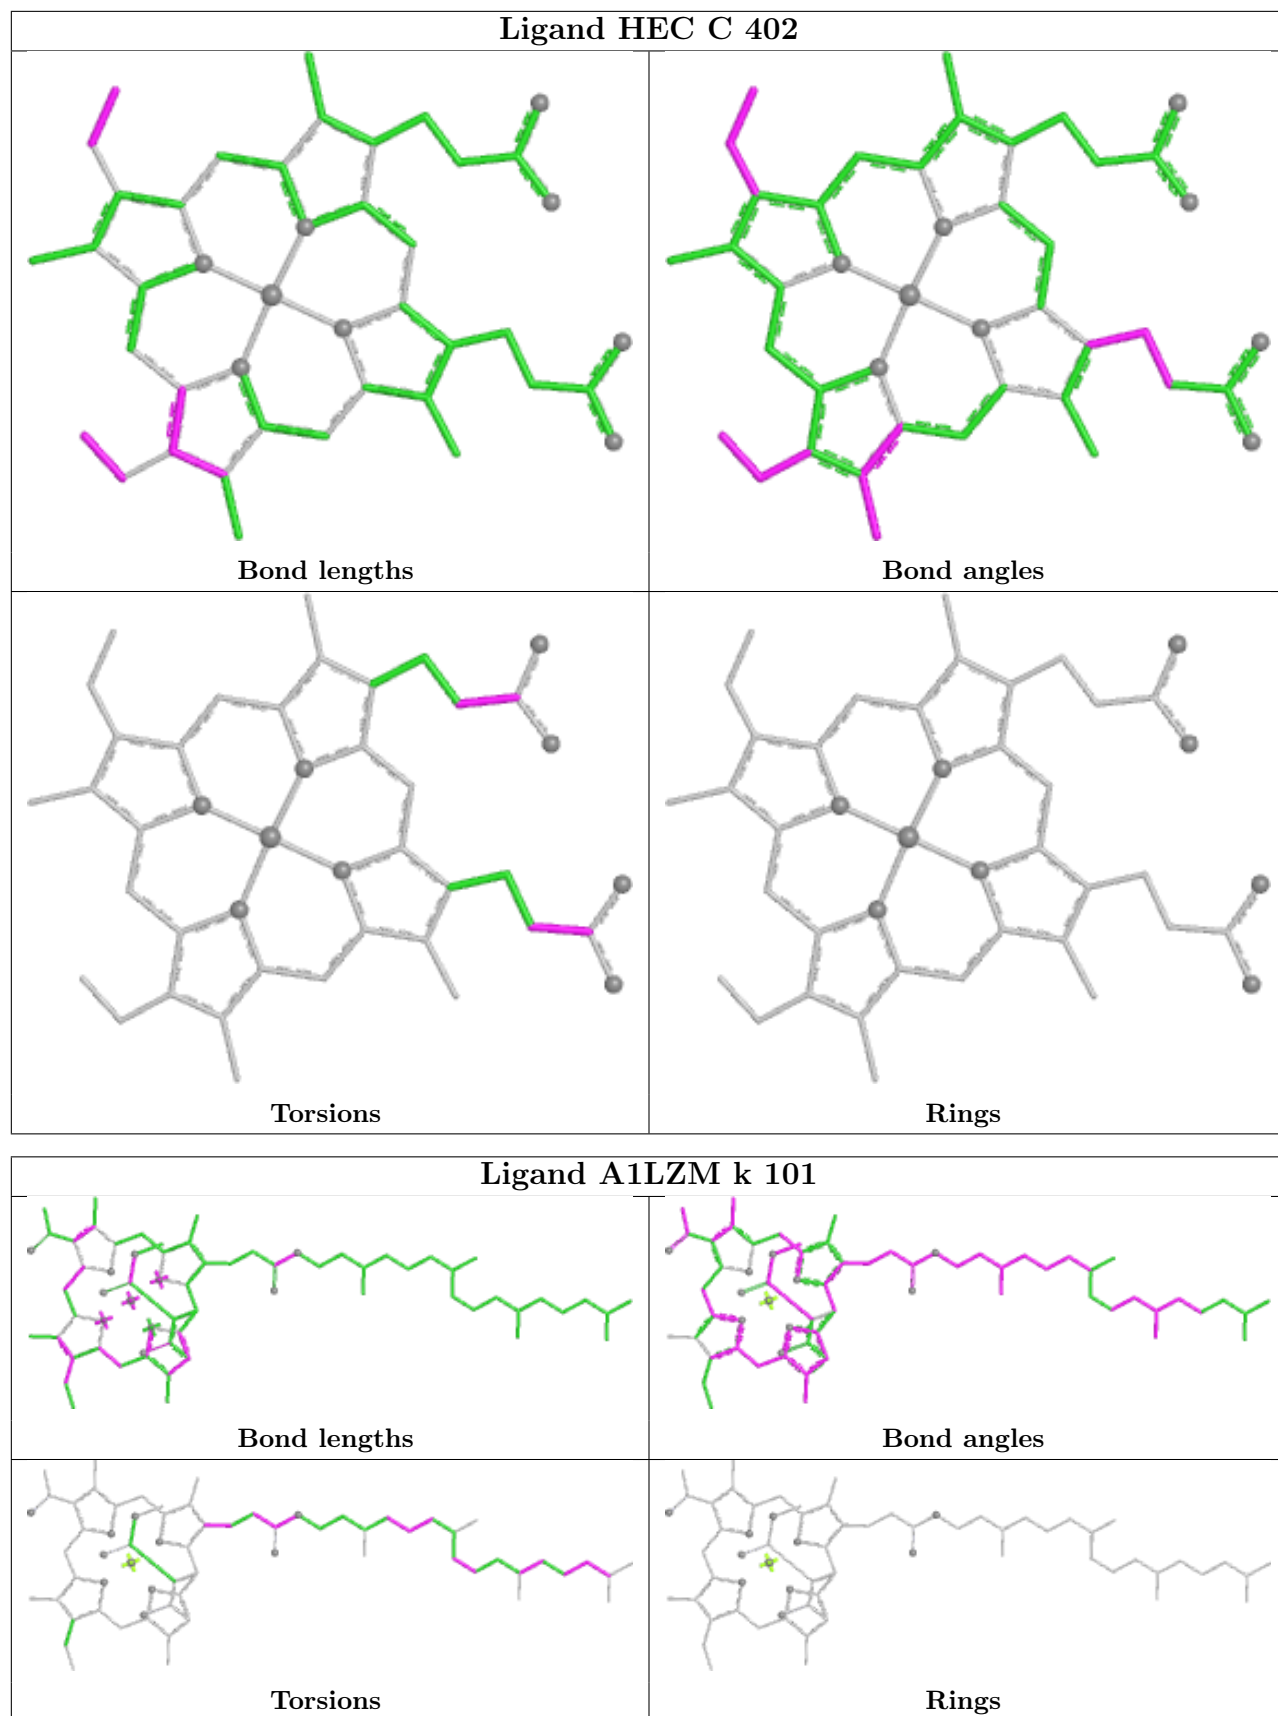 Ligand HEC C 402
Bond lengths
Bond angles
Torsions
Rings
Ligand A1LZM k 101
Bond lengths
Bond angles
Torsions
Rings